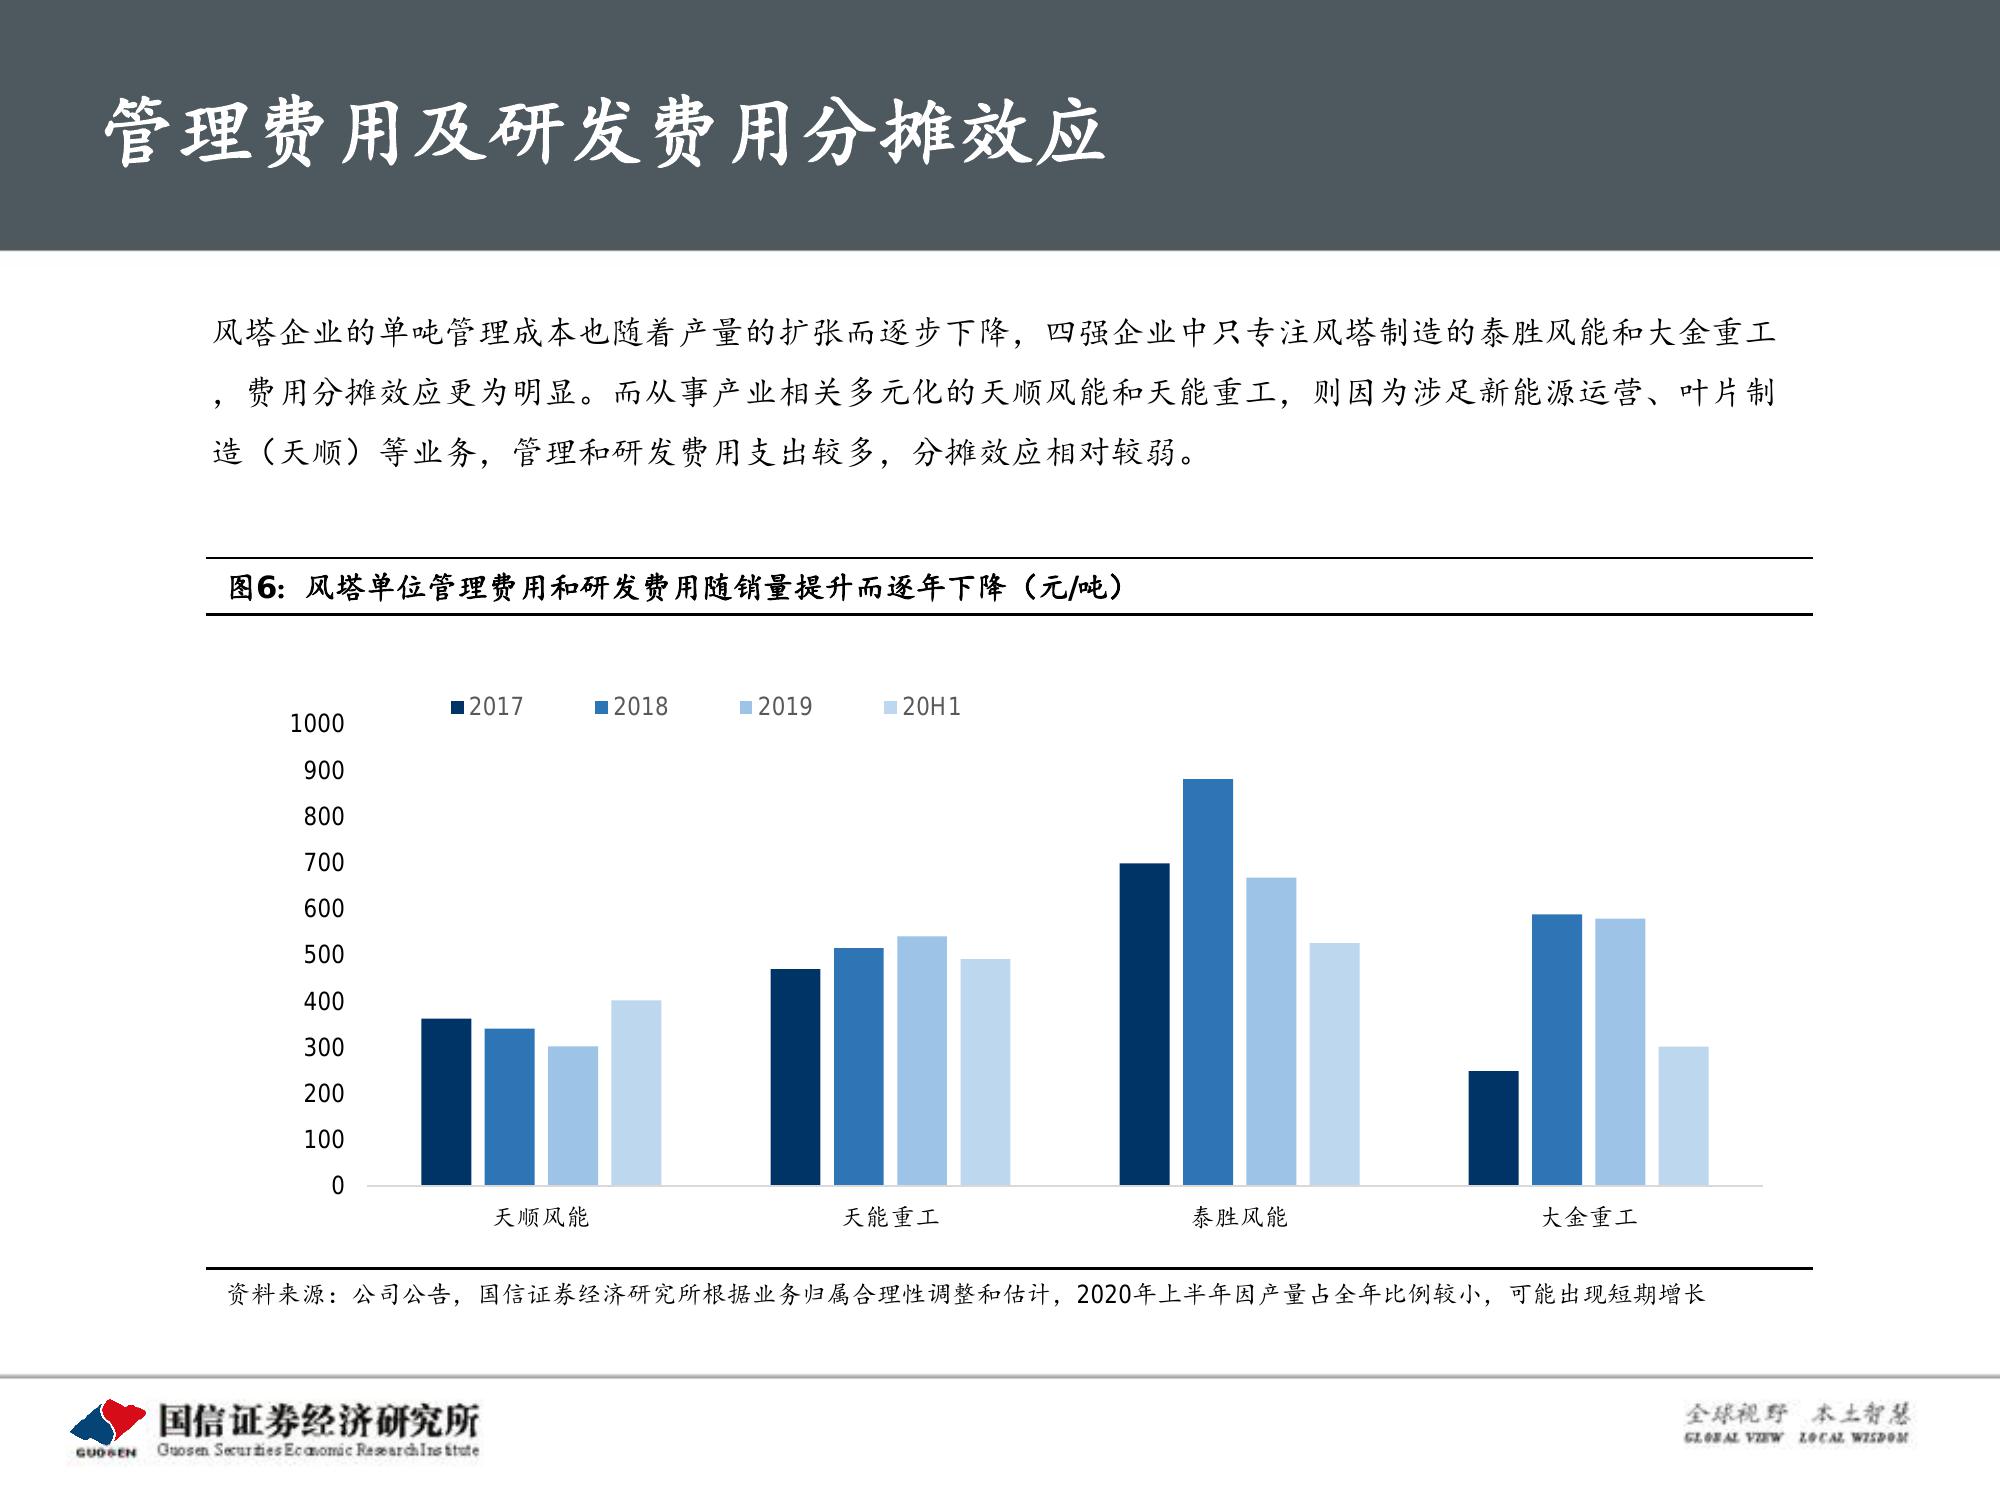 管理费用及研发费用分摊效应
风塔企业的单吨管理成本也随着产量的扩张而逐步下降，四强企业中只专注风塔制造的泰胜风能和大金重工
，费用分摊效应更为明显。而从事产业相关多元化的天顺风能和天能重工，则因为涉足新能源运营、叶片制
造（天顺）等业务，管理和研发费用支出较多，分摊效应相对较弱。
图6：风塔单位管理费用和研发费用随销量提升而逐年下降（元/吨）
2017 2018 2019 20H1
1000
900
800
700
600
500
400
300
200
100
0
天顺风能 天能重工 泰胜风能 大金重工
资料来源：公司公告，国信证券经济研究所根据业务归属合理性调整和估计，2020年上半年因产量占全年比例较小，可能出现短期增长
GUOSEN
国信证券经济研究所
Guosen Securities Economic Research Institute
全球视野 本土智慧
GLOBAL VIEW LOCAL WISDOM